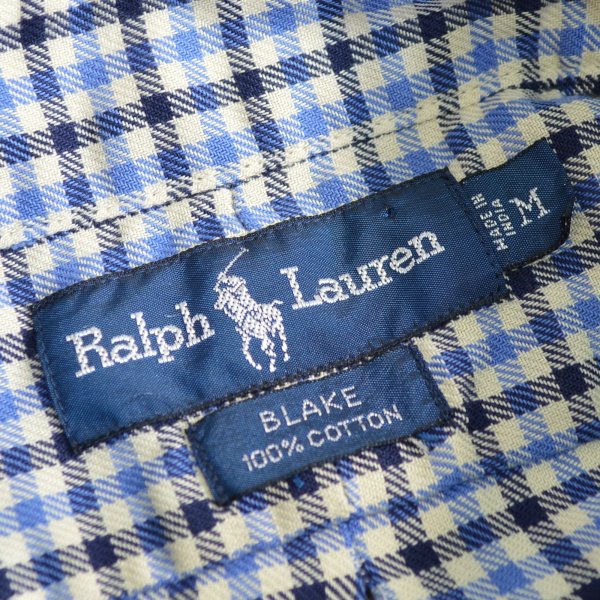 Ralph Lauren
MADE IN
INDIA
M
BLAKE
100% COTTON